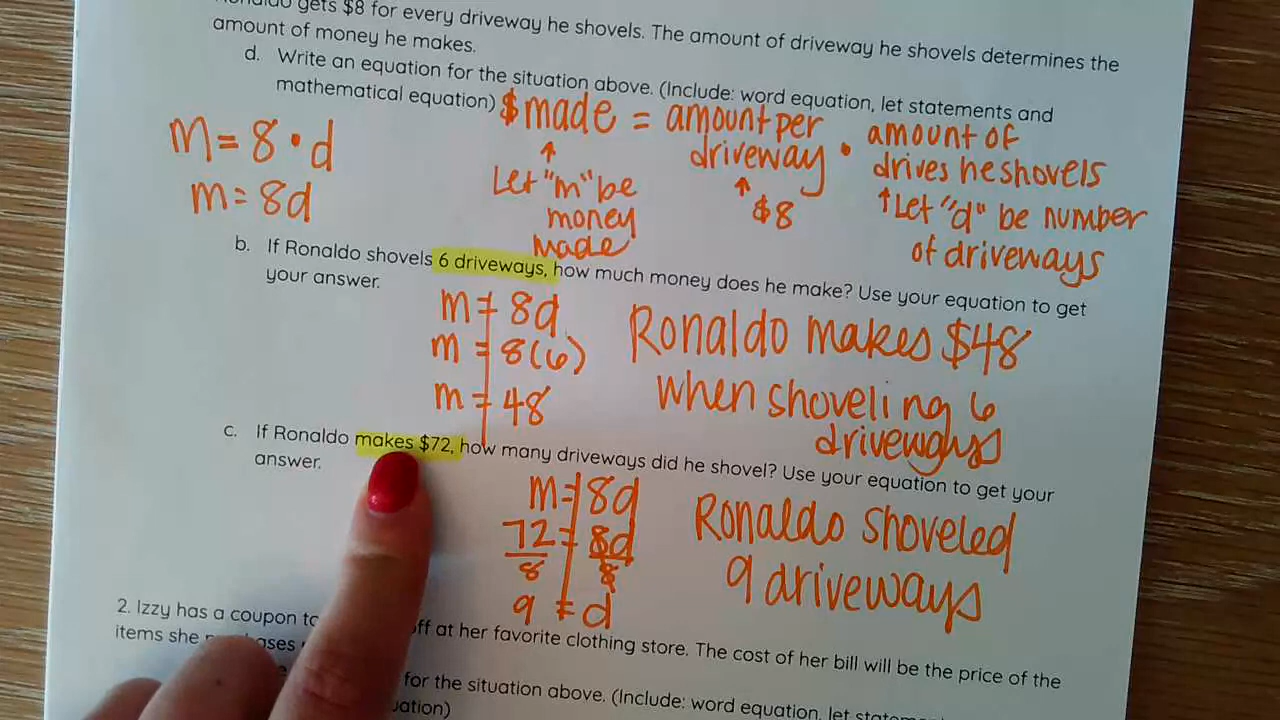 gets $8 for every driveway he shovels. The amount of driveway he shovels determines the
amount of money he makes.
d. Write an equation for the situation above. (Include: word equation, let statements and
mathematical equation)
$ made = amount per driveway • amount of drives he shovels
↑ Let "m" be money made
↑ $8
↑ Let "d" be number of driveways
m = 8 • d
m = 8d
b. If Ronaldo shovels 6 driveways, how much money does he make? Use your equation to get
your answer.
m = 8d
m = 8(6)
m = 48
Ronaldo makes $48
when shoveling 6
driveways
c. If Ronaldo makes $72, how many driveways did he shovel? Use your equation to get your
answer.
m = 8d
72 = 8d
8 8
9 = d
Ronaldo shoveled
9 driveways
2. Izzy has a coupon off at her favorite clothing store. The cost of her bill will be the price of the
items she
for the situation above. (Include: word equation, let